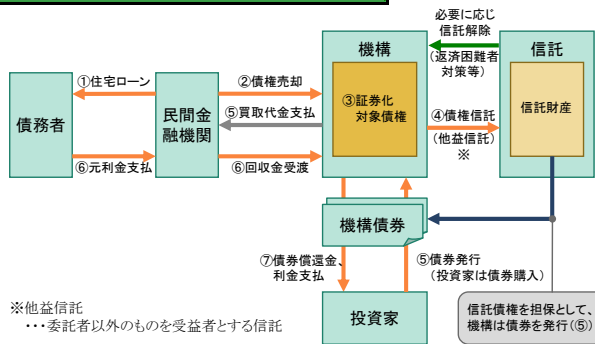 必要に応じ
信託解除
(返済困難者
対策等)
機構
信託
①住宅ローン
②債権売却
③証券化
対象債権
④債権信託
(他益信託)
※
信託財産
債務者
民間金
融機関
⑤買取代金支払
⑥元利金支払
⑥回収金受渡
機構債券
⑦債券償還金、
利金支払
⑤債券発行
(投資家は債券購入)
投資家
※他益信託
・・・委託者以外のものを受益者とする信託
信託債権を担保として、
機構は債券を発行(⑤)